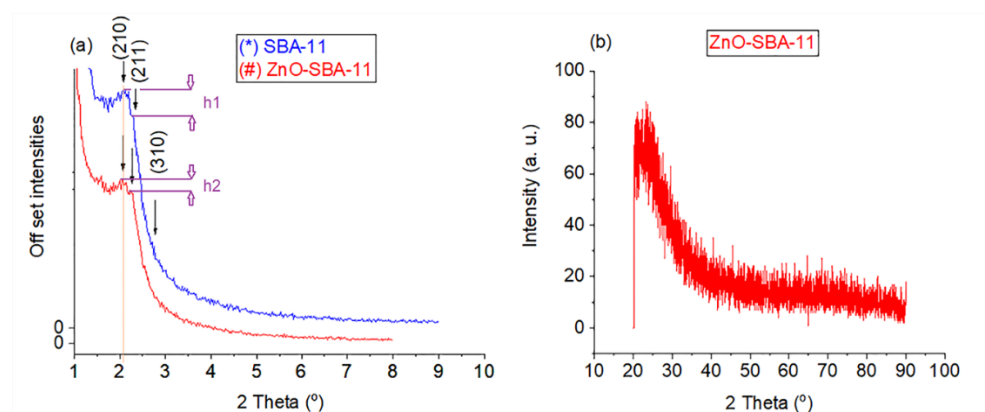 (a)
(210)
(211)
(*) SBA-11
(#) ZnO-SBA-11
h1
(310)
h2
Off set intensities
0
0
1 2 3 4 5 6 7 8 9 10
2 Theta (º)
(b)
ZnO-SBA-11
100
80
60
40
20
0
Intensity (a. u.)
10 20 30 40 50 60 70 80 90 100
2 Theta (º)